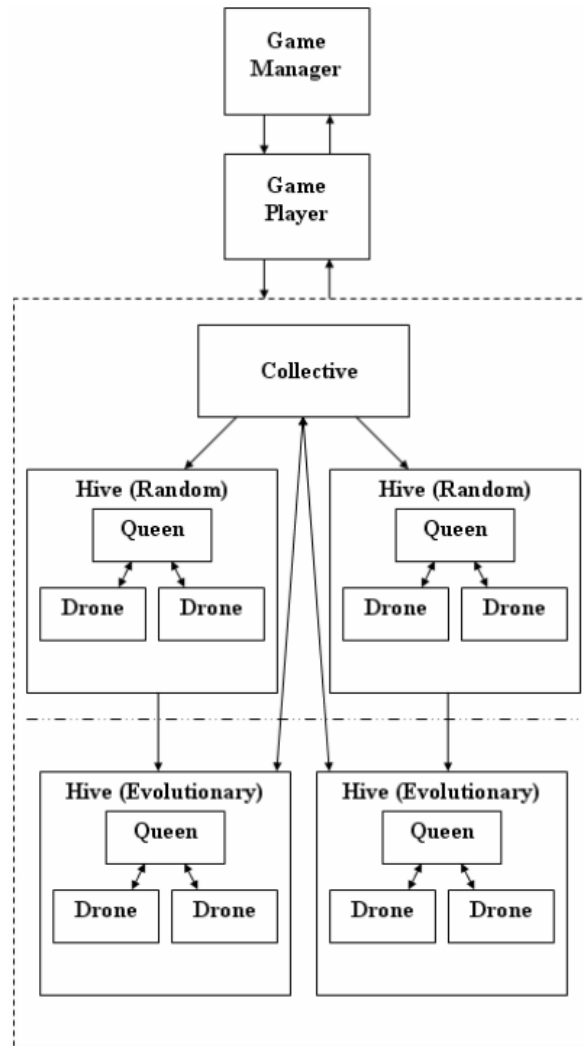 Game
Manager
Game
Player
Collective
Hive (Random)
Queen
Drone
Drone
Hive (Random)
Queen
Drone
Drone
Hive (Evolutionary)
Queen
Drone
Drone
Hive (Evolutionary)
Queen
Drone
Drone